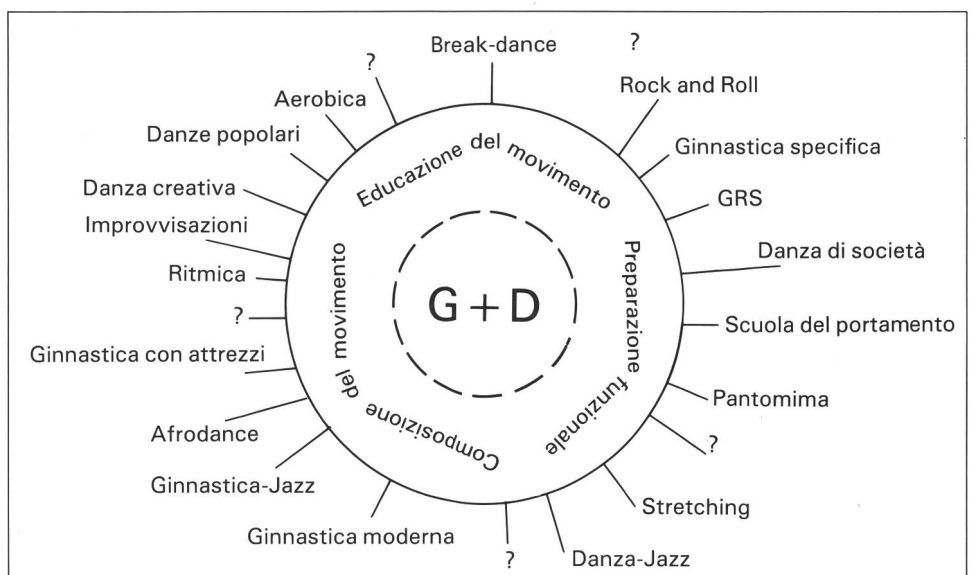 Break-dance
?
Rock and Roll
Ginnastica specifica
GRS
Danza di società
Scuola del portamento
Pantomima
?
Stretching
Danza-Jazz
?
Ginnastica moderna
Ginnastica-Jazz
Afrodance
Ginnastica con attrezzi
?
Ritmica
Improvvisazioni
Danza creativa
Danze popolari
Aerobica
?
Educazione del movimento
Preparazione funzionale
Composizione del movimento
G + D